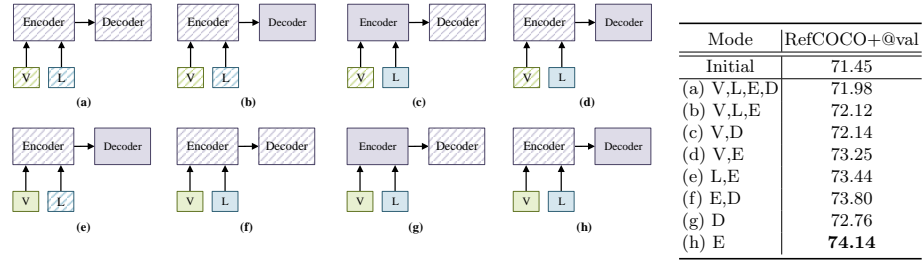 Encoder Decoder Encoder Decoder Encoder Decoder Encoder Decoder
V L V L V L V L
(a) (b) (c) (d)
Encoder Decoder Encoder Decoder Encoder Decoder Encoder Decoder
V L V L V L V L
(e) (f) (g) (h)
Mode RefCOCO+@val
Initial 71.45
(a) V,L,E,D 71.98
(b) V,L,E 72.12
(c) V,D 72.14
(d) V,E 73.25
(e) L,E 73.44
(f) E,D 73.80
(g) D 72.76
(h) E 74.14